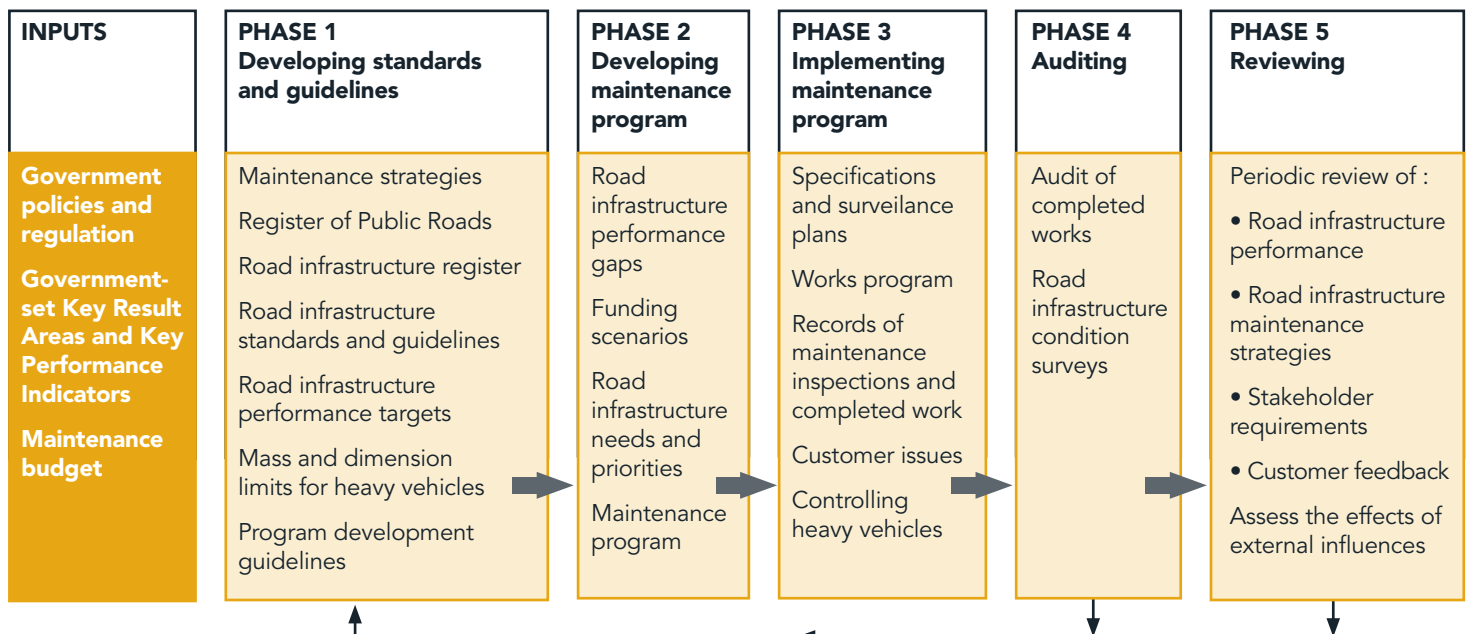 INPUTS
Government
policies and
regulation
Government-
set Key Result
Areas and Key
Performance
Indicators
Maintenance
budget
PHASE 1
Developing standards
and guidelines
Maintenance strategies
Register of Public Roads
Road infrastructure register
Road infrastructure
standards and guidelines
Road infrastructure
performance targets
Mass and dimension
limits for heavy vehicles
Program development
guidelines
PHASE 2
Developing
maintenance
program
Road
infrastructure
performance
gaps
Funding
scenarios
Road
infrastructure
needs and
priorities
Maintenance
program
PHASE 3
Implementing
maintenance
program
Specifications
and surveilance
plans
Works program
Records of
maintenance
inspections and
completed work
Customer issues
Controlling
heavy vehicles
PHASE 4
Auditing
Audit of
completed
works
Road
infrastructure
condition
surveys
PHASE 5
Reviewing
Periodic review of :
• Road infrastructure
performance
• Road infrastructure
maintenance
strategies
• Stakeholder
requirements
• Customer feedback
Assess the effects of
external influences